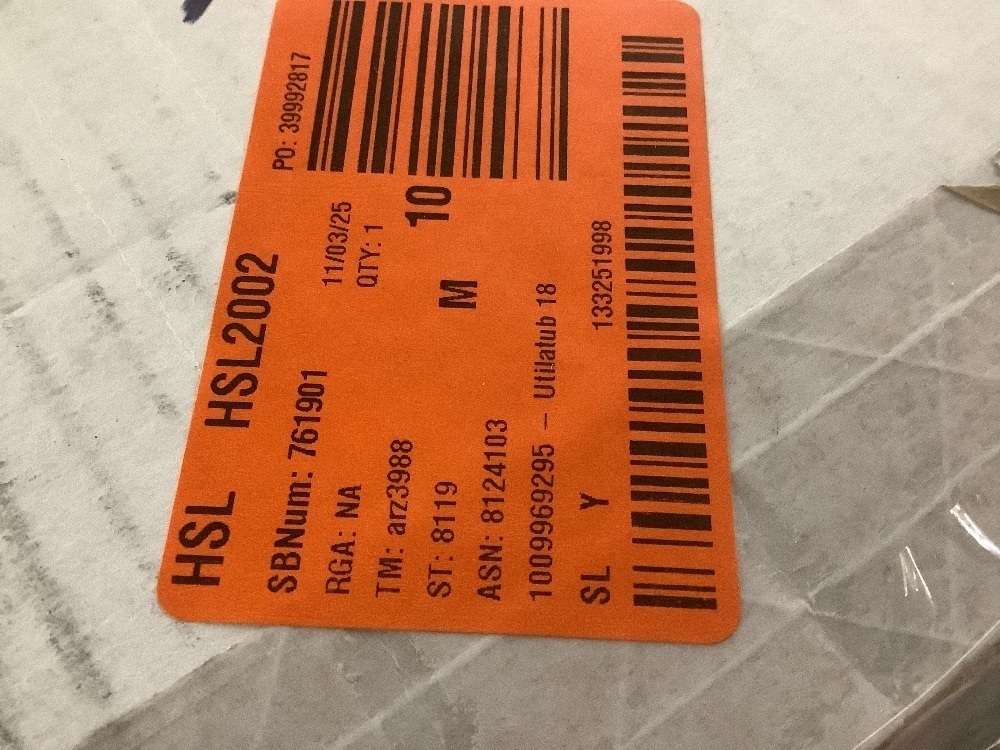 HSL HSL2002 PO: 39992817
SBNum: 761901 11/03/25
RGA: NA QTY: 1
TM: arz3988 10
ST: 8119 M
ASN: 8124103
1009969295 – Utilatub 18
SL Y 133251998